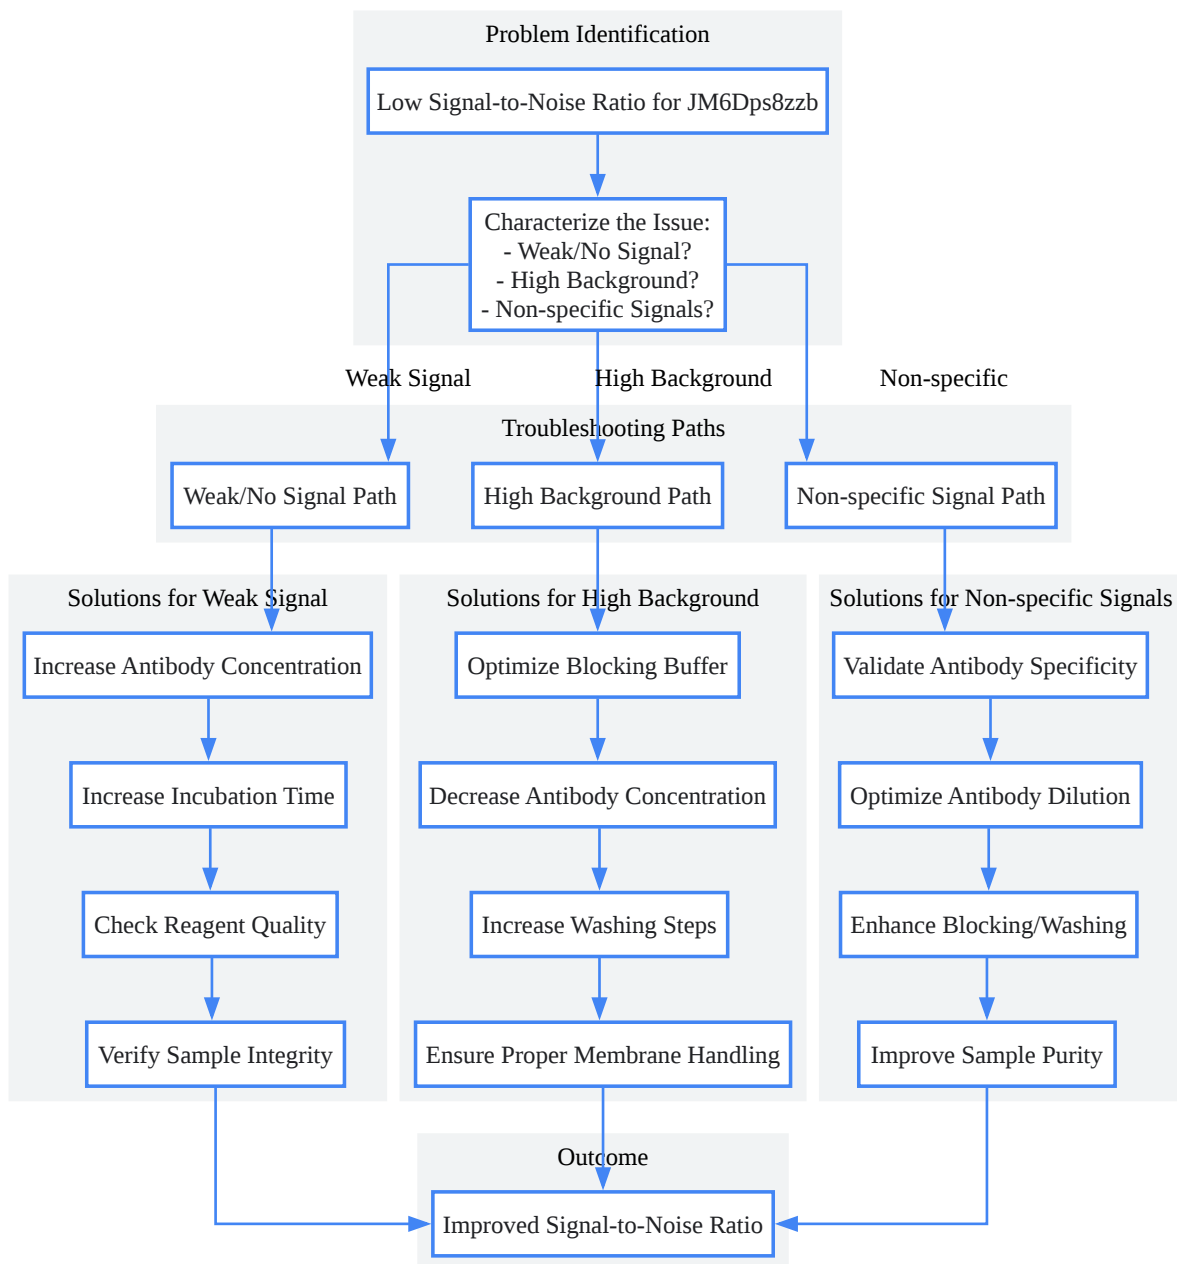 Problem Identification
Low Signal-to-Noise Ratio for JM6Dps8zzb
Characterize the Issue:
- Weak/No Signal?
- High Background?
- Non-specific Signals?
Weak Signal
High Background
Non-specific
Troubleshooting Paths
Weak/No Signal Path
High Background Path
Non-specific Signal Path
Solutions for Weak Signal
Increase Antibody Concentration
Increase Incubation Time
Check Reagent Quality
Verify Sample Integrity
Solutions for High Background
Optimize Blocking Buffer
Decrease Antibody Concentration
Increase Washing Steps
Ensure Proper Membrane Handling
Solutions for Non-specific Signals
Validate Antibody Specificity
Optimize Antibody Dilution
Enhance Blocking/Washing
Improve Sample Purity
Outcome
Improved Signal-to-Noise Ratio